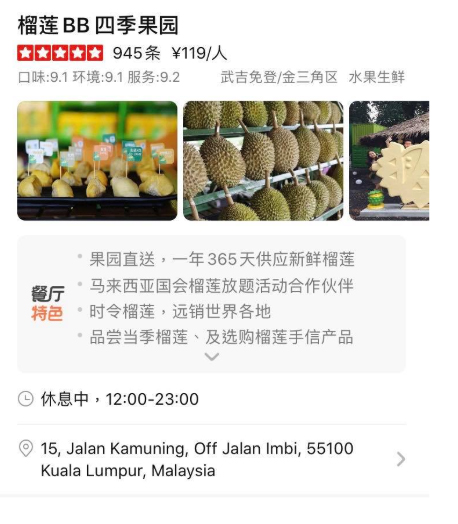 榴莲BB 四季果园
945条 ¥119/人
口味:9.1 环境:9.1 服务:9.2 武吉免登/金三角区 水果生鲜
餐厅
特色
• 果园直送，一年365天供应新鲜榴莲
• 马来西亚国会榴莲放题活动合作伙伴
• 时令榴莲，远销世界各地
• 品尝当季榴莲、及选购榴莲手信产品
休息中，12:00-23:00
15, Jalan Kamuning, Off Jalan Imbi, 55100
Kuala Lumpur, Malaysia